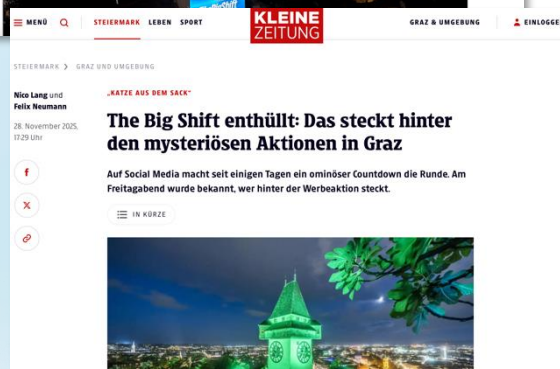 BigShift
MENÜ
STEIERMARK LEBEN SPORT
KLEINE
ZEITUNG
GRAZ & UMGEBUNG
EINLOGGE
STEIERMARK > GRAZ UND UMGEBUNG
Nico Lang und
Felix Neumann
28. November 2025,
17:29 Uhr
„KATZE AUS DEM SACK“
The Big Shift enthüllt: Das steckt hinter
den mysteriösen Aktionen in Graz
Auf Social Media macht seit einigen Tagen ein ominöser Countdown die Runde. Am
Freitagabend wurde bekannt, wer hinter der Werbeaktion steckt.
IN KÜRZE